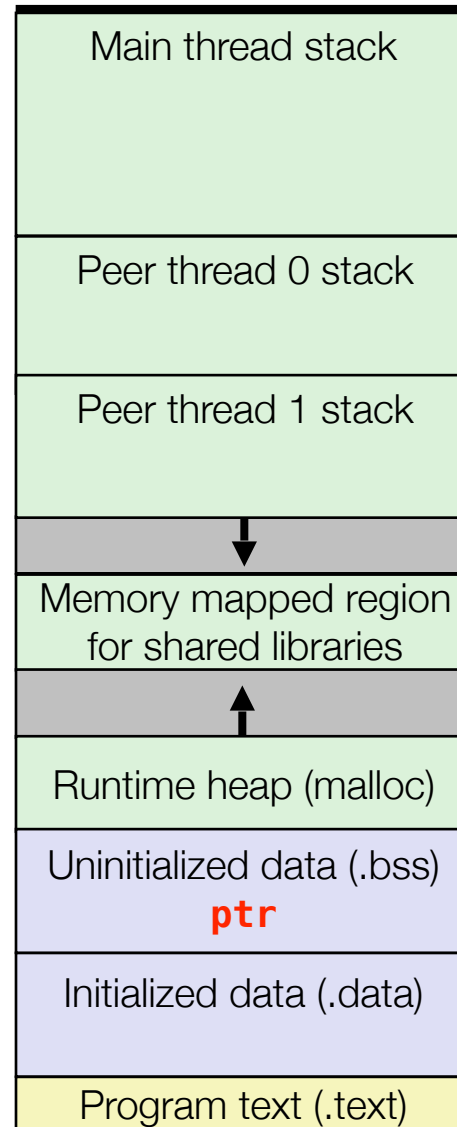 Main thread stack
Peer thread 0 stack
Peer thread 1 stack
Memory mapped region
for shared libraries
Runtime heap (malloc)
Uninitialized data (.bss)
ptr
Initialized data (.data)
Program text (.text)